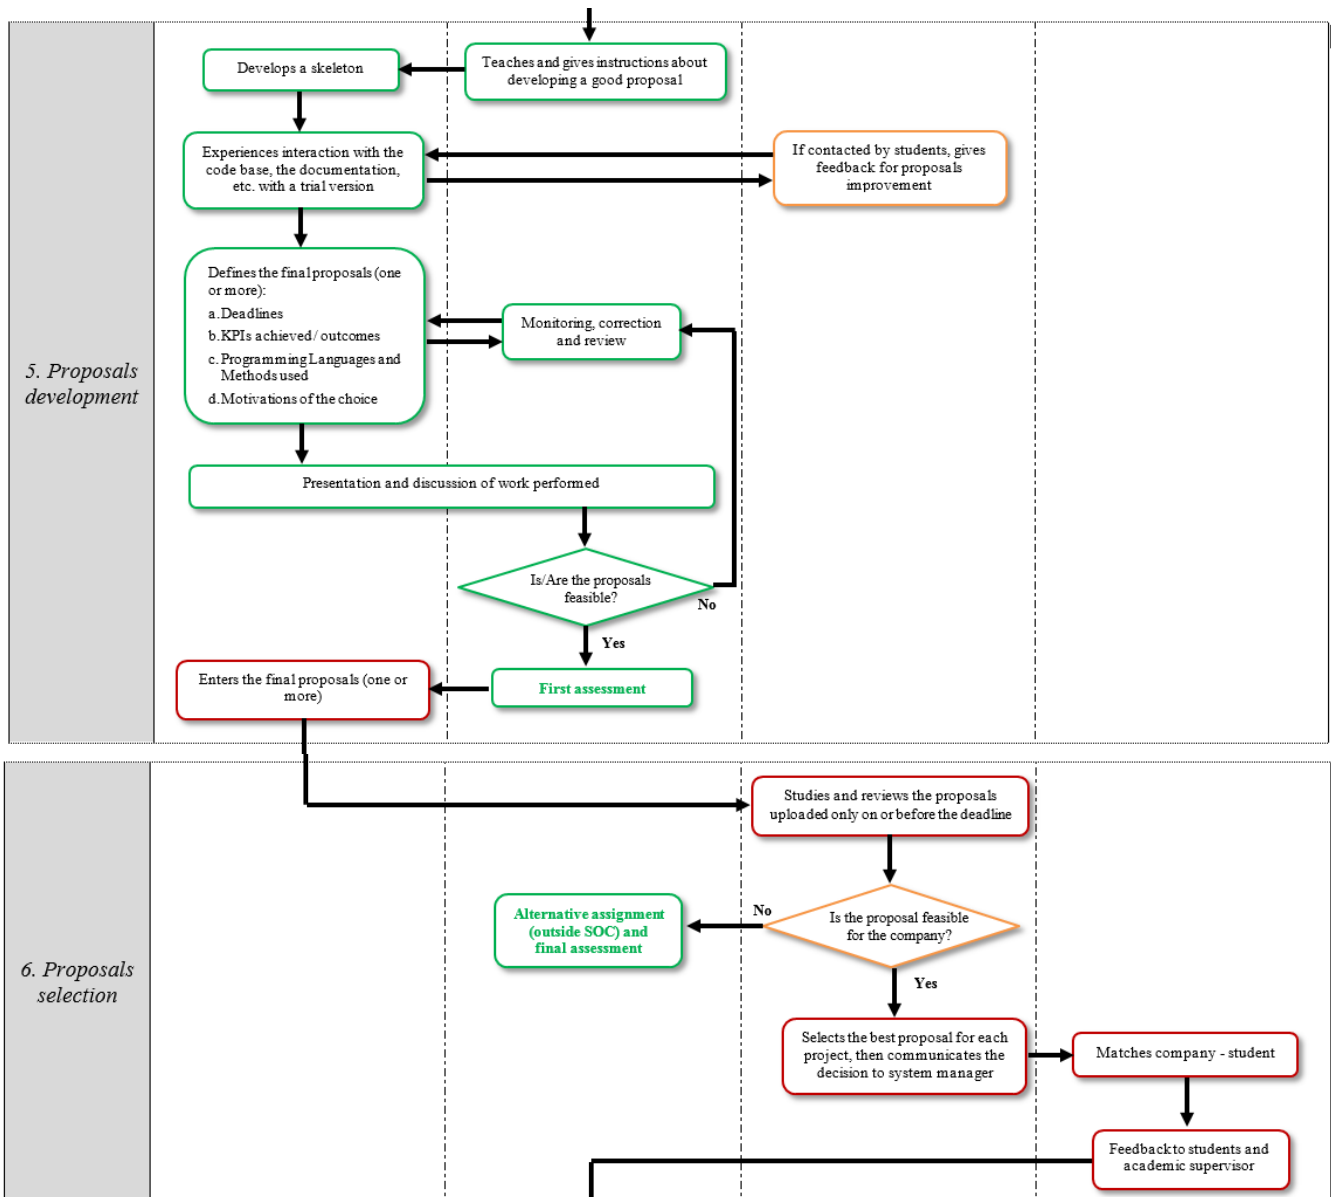 Develops a skeleton
Teaches and gives instructions about
developing a good proposal
Experiences interaction with the
code base, the documentation,
etc. with a trial version
If contacted by students, gives
feedback for proposals
improvement
Defines the final proposals (one
or more):
a. Deadlines
b. KPIs achieved / outcomes
c. Programming Languages and
Methods used
d. Motivations of the choice
Monitoring, correction
and review
5. Proposals
development
Presentation and discussion of work performed
Is/Are the proposals
feasible?
No
Yes
Enters the final proposals (one or
more)
First assessment
Studies and reviews the proposals
uploaded only on or before the deadline
Alternative assignment
(outside SOC) and
final assessment
No
Is the proposal feasible
for the company?
6. Proposals
selection
Yes
Selects the best proposal for each
project, then communicates the
decision to system manager
Matches company - student
Feedback to students and
academic supervisor